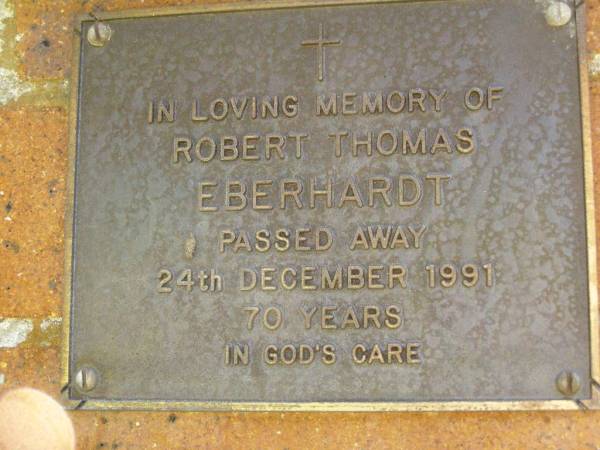 IN LOVING MEMORY OF
ROBERT THOMAS
EBERHARDT
PASSED AWAY
24th DECEMBER 1991
70 YEARS
IN GOD'S CARE